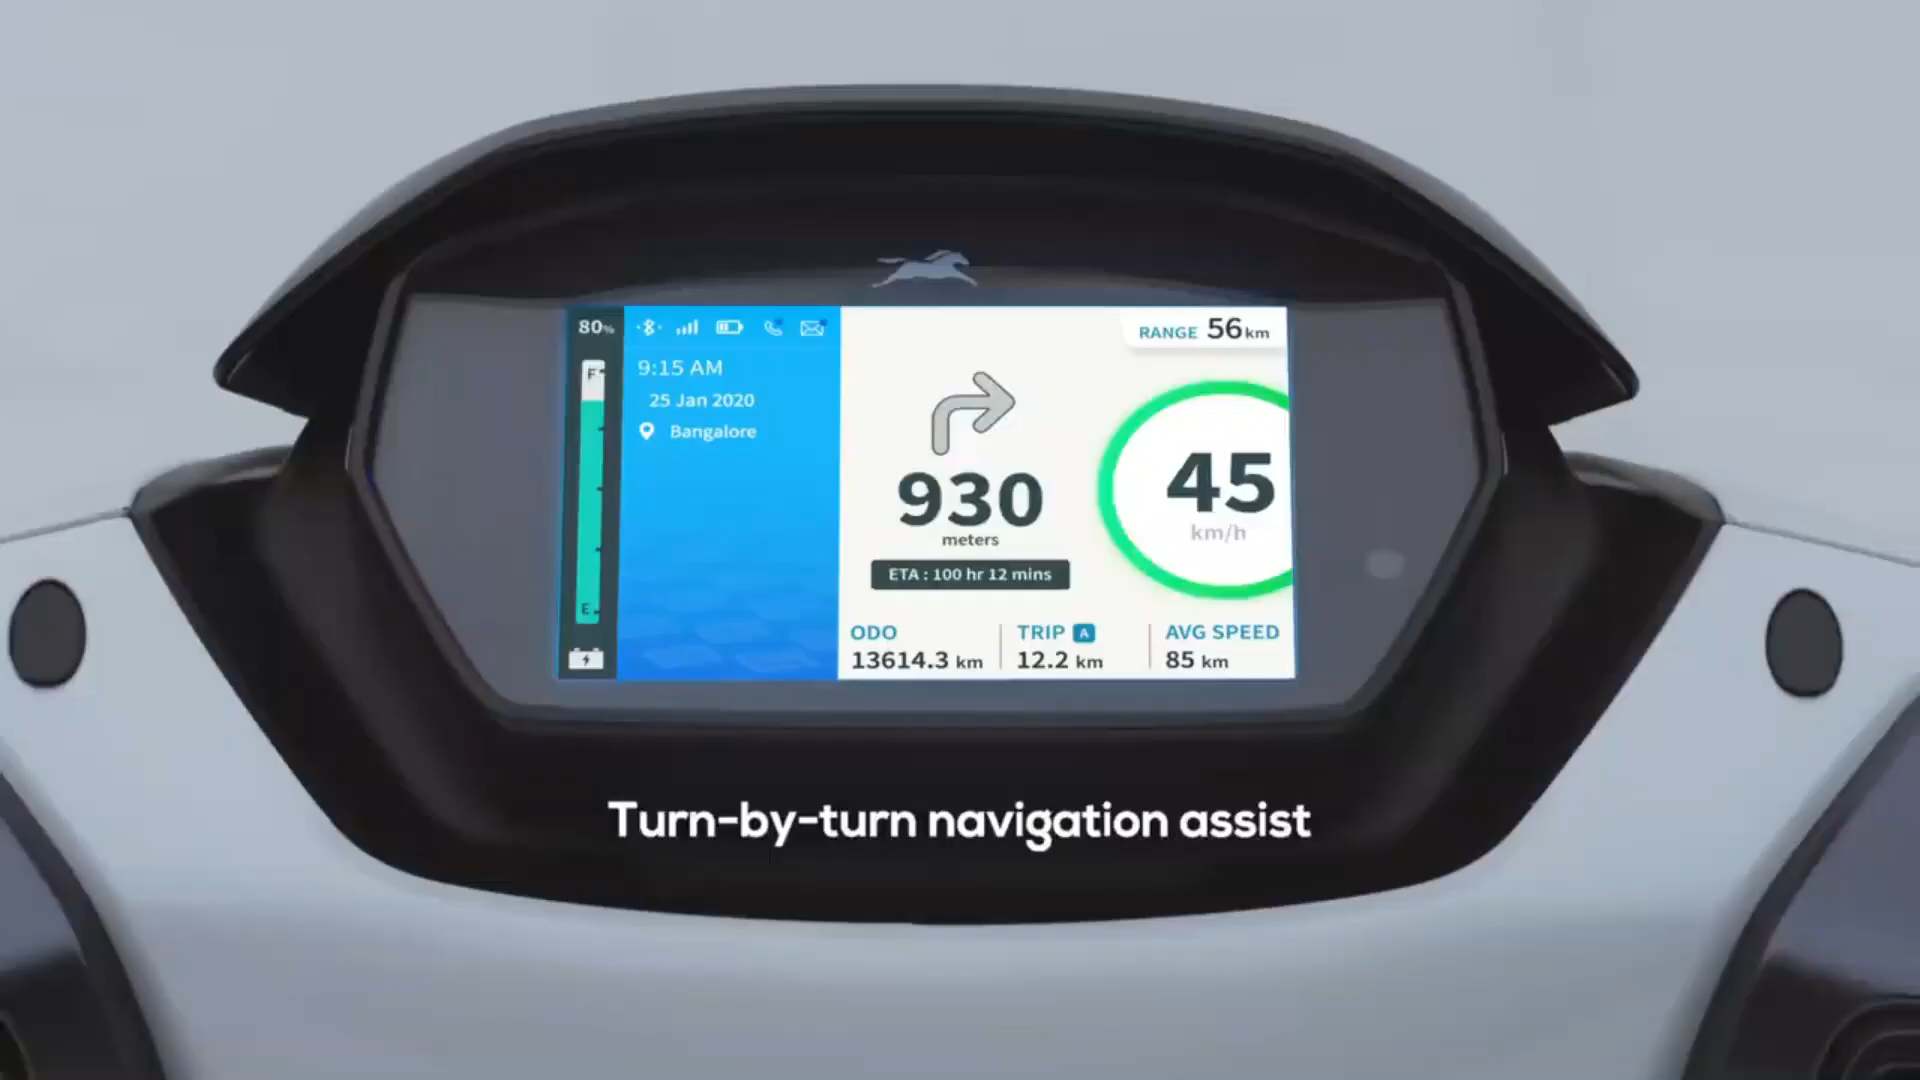 80%
9:15 AM
25 Jan 2020
Bangalore
F
E
RANGE 56 km
930
meters
ETA : 100 hr 12 mins
45
km/h
ODO
13614.3 km
TRIP A
12.2 km
AVG SPEED
85 km
Turn-by-turn navigation assist